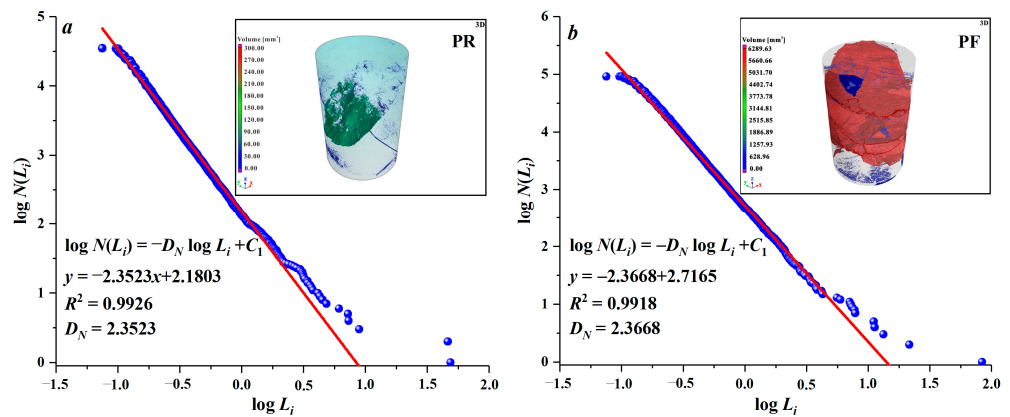 a
PR
3D
Volume [mm³]
300.00
270.00
240.00
210.00
180.00
150.00
120.00
90.00
60.00
30.00
0.00
log N(Lᵢ)
5
4
3
2
1
0
log N(Lᵢ) = −D_N log Lᵢ +C₁
y = −2.3523x+2.1803
R² = 0.9926
D_N = 2.3523
−1.5 −1.0 −0.5 0.0 0.5 1.0 1.5 2.0
log Lᵢ
b
PF
3D
Volume [mm³]
6289.63
5660.66
5031.70
4402.74
3773.78
3144.81
2515.85
1886.89
1257.93
628.96
0.00
log N(Lᵢ)
6
5
4
3
2
1
0
log N(Lᵢ) = −D_N log Lᵢ +C₁
y = −2.3668+2.7165
R² = 0.9918
D_N = 2.3668
−1.5 −1.0 −0.5 0.0 0.5 1.0 1.5 2.0
log Lᵢ